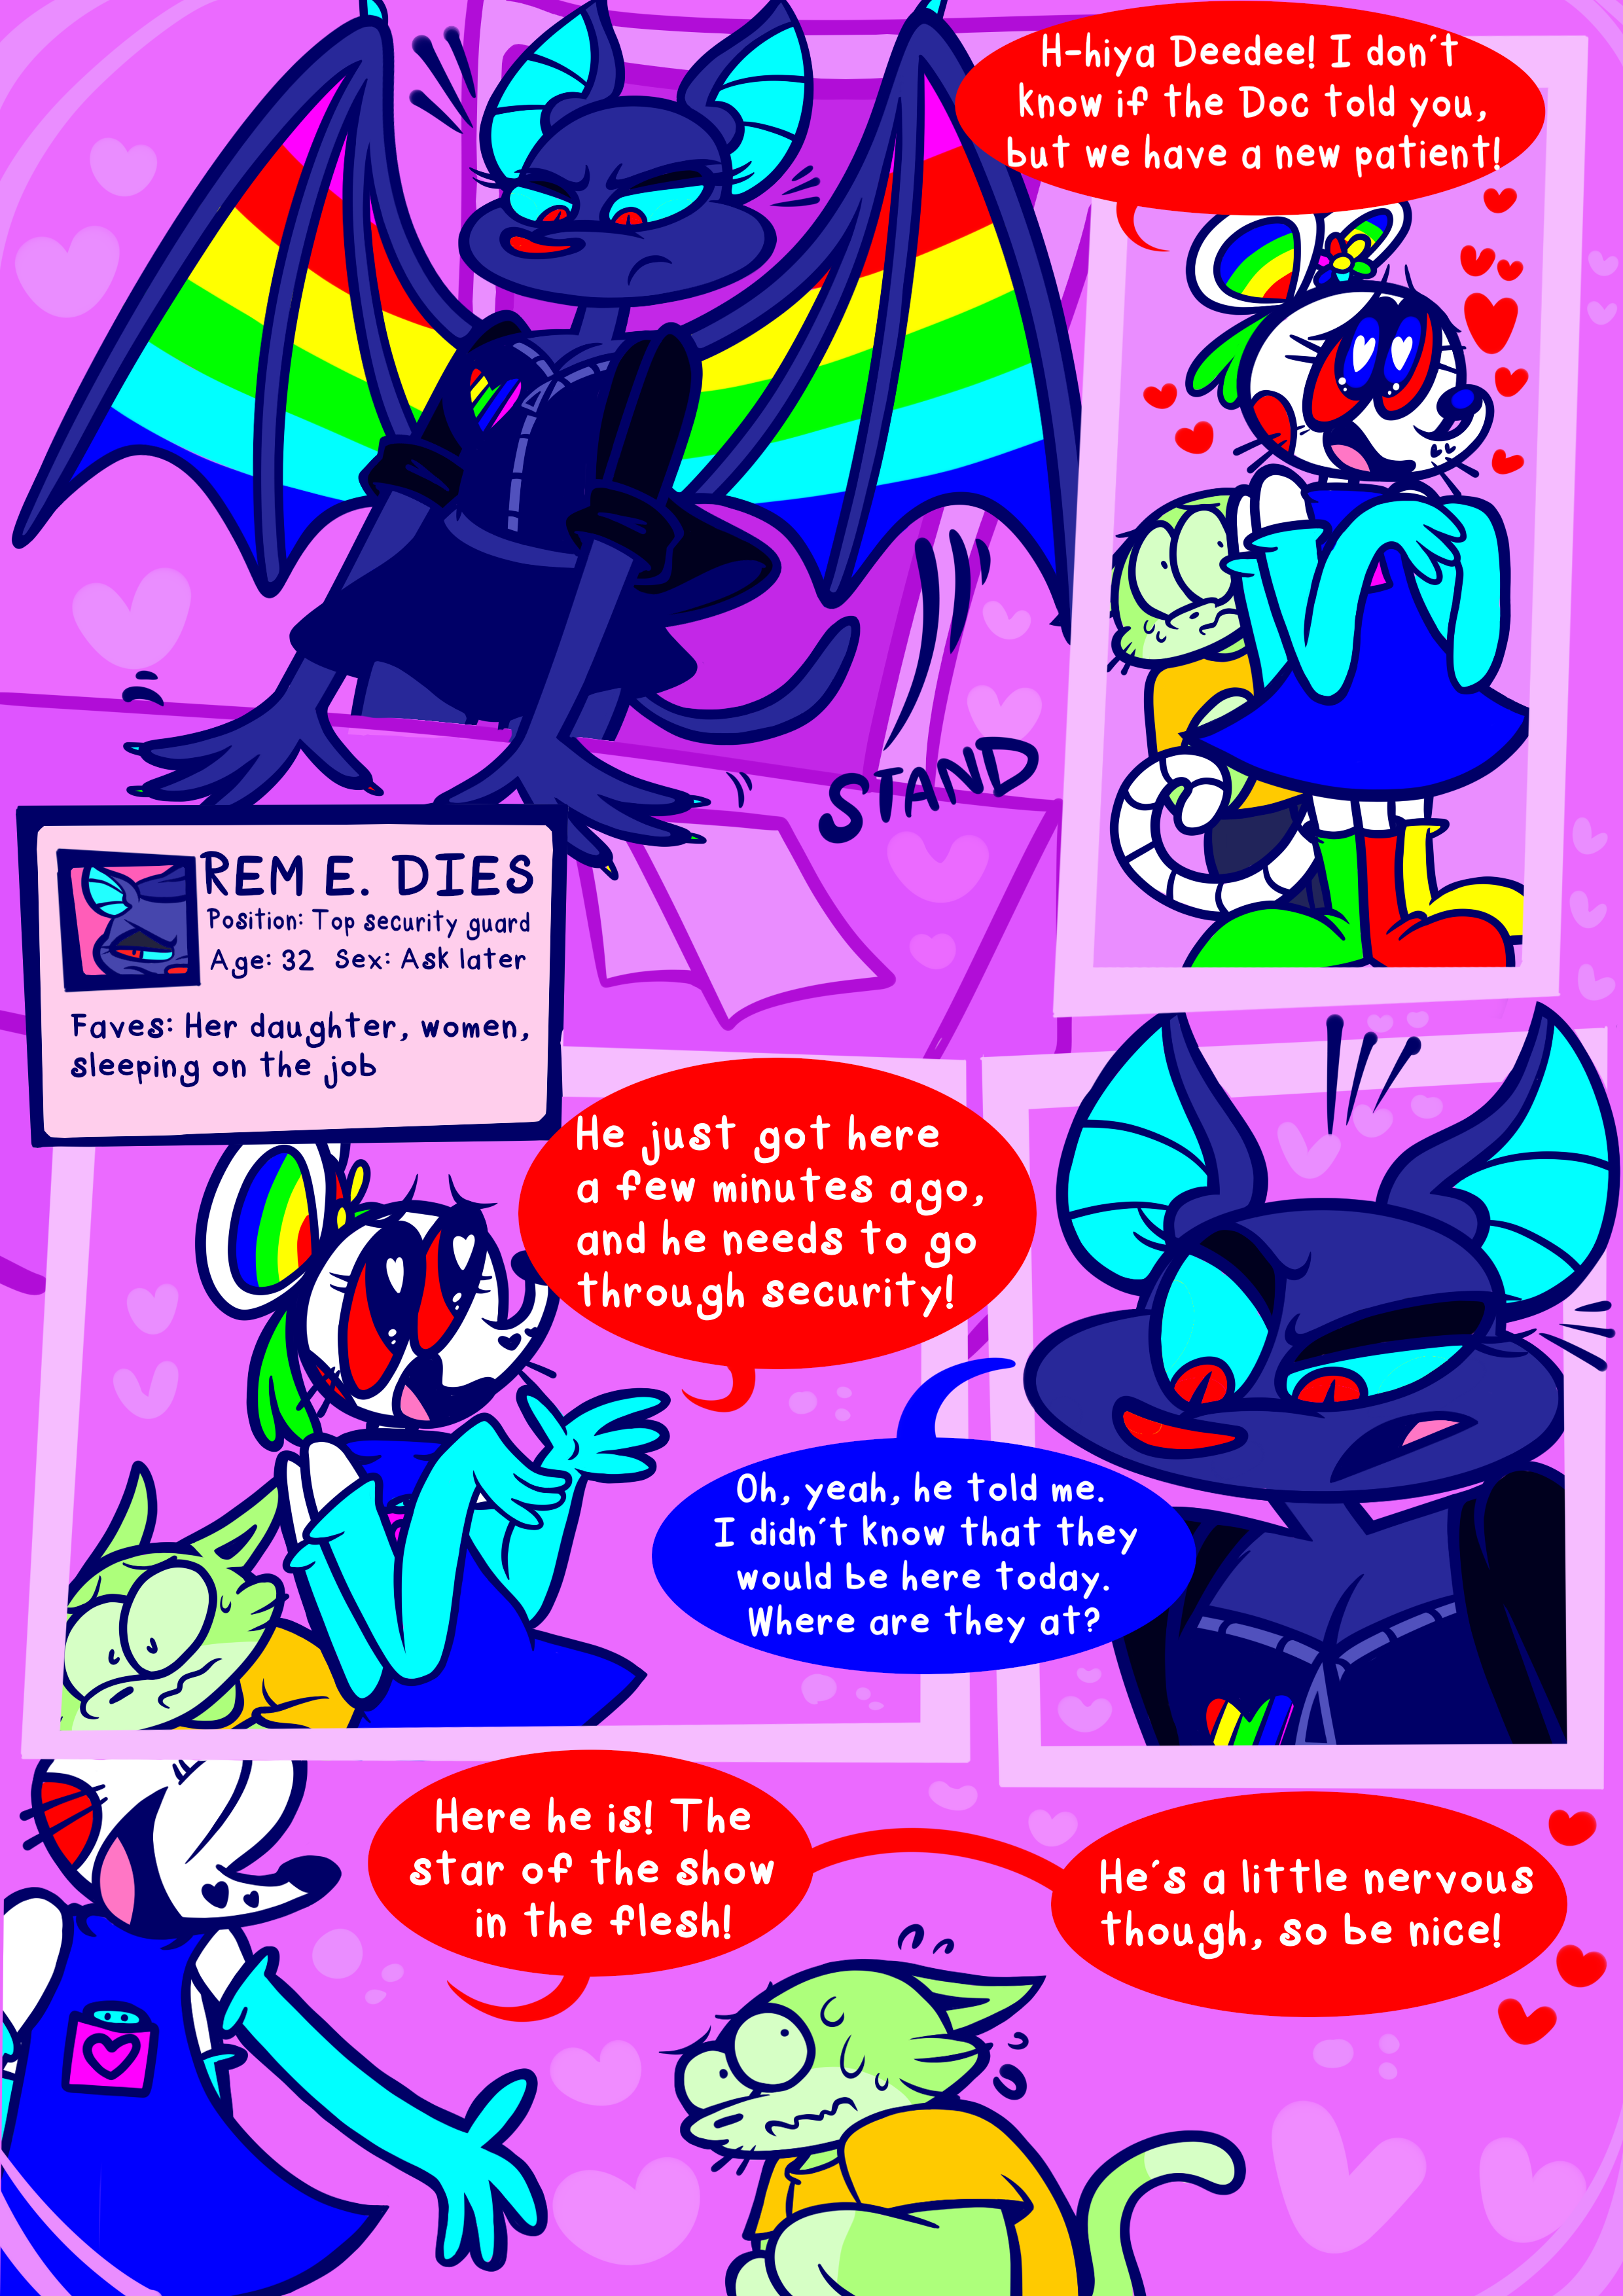 H-hiya Deedee! I don't
know if the Doc told you,
but we have a new patient!
STAND
REM E. DIES
Position: Top security guard
Age: 32 Sex: Ask later
Faves: Her daughter, women,
sleeping on the job
He just got here
a few minutes ago,
and he needs to go
through security!
Oh, yeah, he told me.
I didn't know that they
would be here today.
Where are they at?
Here he is! The
star of the show
in the flesh!
He's a little nervous
though, so be nice!